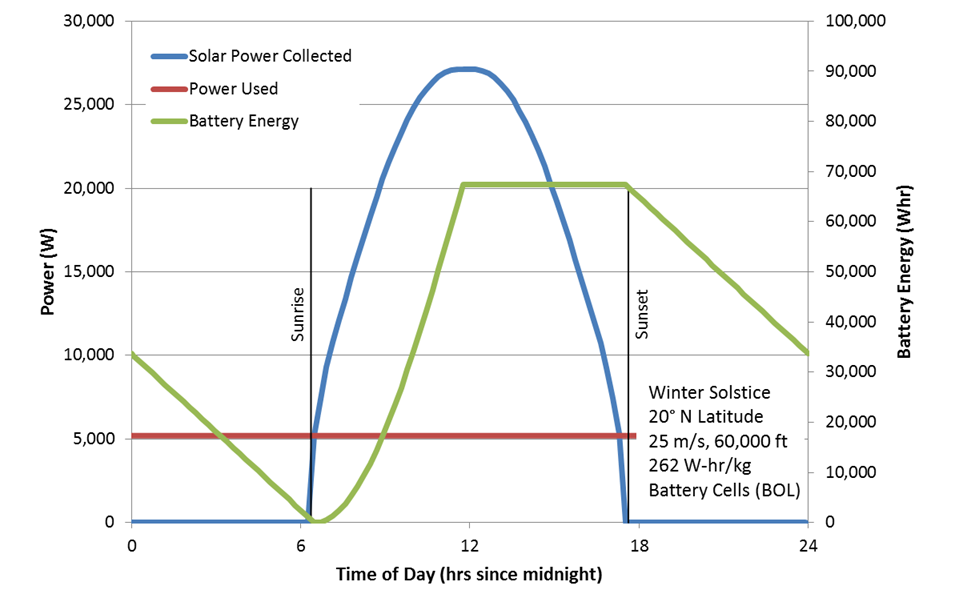 30,000
25,000
20,000
15,000
10,000
5,000
0
Power (W)
Solar Power Collected
Power Used
Battery Energy
Sunrise
Sunset
Winter Solstice
20° N Latitude
25 m/s, 60,000 ft
262 W-hr/kg
Battery Cells (BOL)
100,000
90,000
80,000
70,000
60,000
50,000
40,000
30,000
20,000
10,000
0
Battery Energy (Whr)
0 6 12 18 24
Time of Day (hrs since midnight)